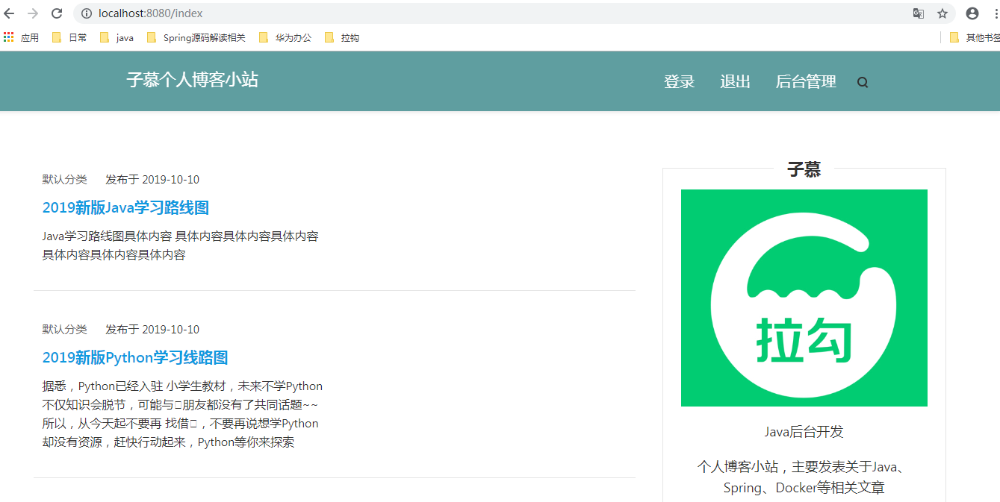 localhost:8080/index
应用 日常 java Spring源码解读相关 华为办公 拉钩 其他书签
子慕个人博客小站 登录 退出 后台管理
默认分类 发布于 2019-10-10
2019新版Java学习路线图
Java学习路线图具体内容 具体内容具体内容具体内容
具体内容具体内容具体内容
默认分类 发布于 2019-10-10
2019新版Python学习线路图
据悉，Python已经入驻 小学生教材，未来不学Python
不仅知识会脱节，可能与□朋友都没有了共同话题~~
所以，从今天起不要再 找借□，不要再说想学Python
却没有资源，赶快行动起来，Python等你来探索
子慕
拉勾
Java后台开发
个人博客小站，主要发表关于Java、
Spring、Docker等相关文章